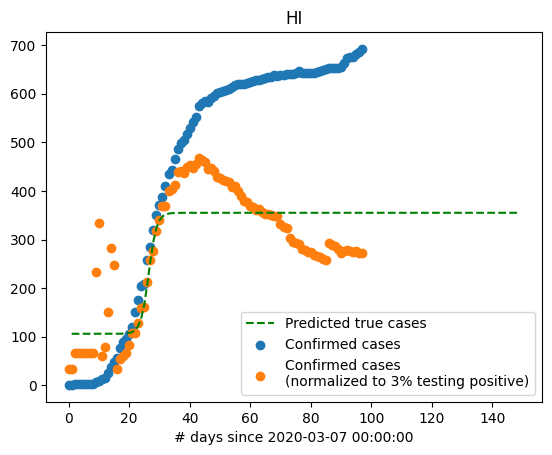 HI
700
600
500
400
300
200
100
0
Predicted true cases
Confirmed cases
Confirmed cases
(normalized to 3% testing positive)
0 20 40 60 80 100 120 140
# days since 2020-03-07 00:00:00